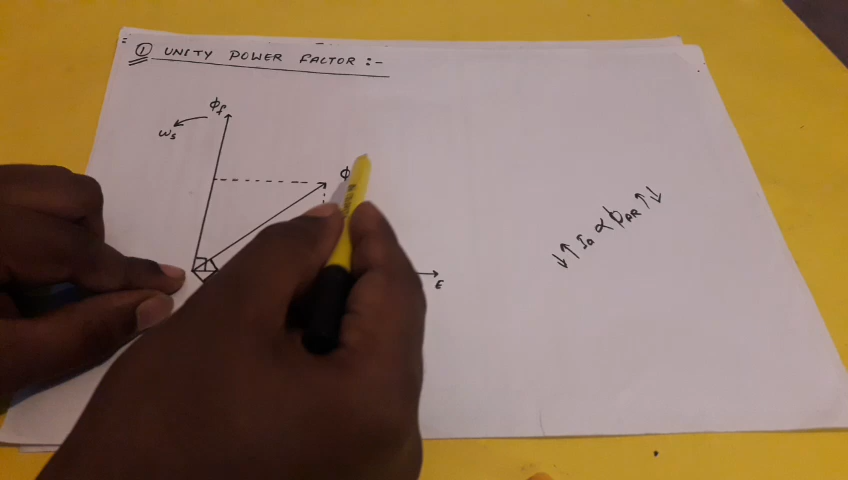 ① UNITY POWER FACTOR :-
ϕf
ωs
ϕ
E
↓↑ Ia ∝ ϕAR ↑↓